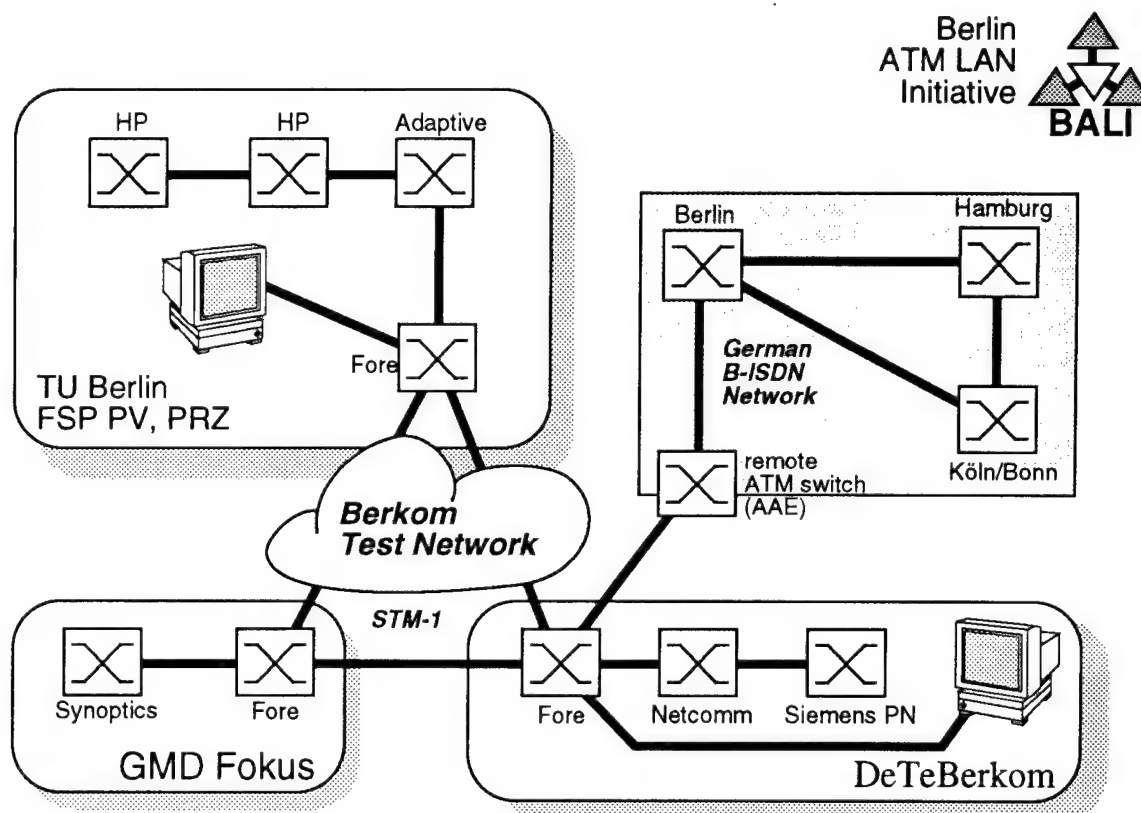 Berlin
ATM LAN
Initiative
BALI
HP
HP
Adaptive
Fore
TU Berlin
FSP PV, PRZ
Berlin
Hamburg
German
B-ISDN
Network
Köln/Bonn
remote
ATM switch
(AAE)
Berkom
Test Network
STM-1
Synoptics
Fore
GMD Fokus
Fore
Netcomm
Siemens PN
DeTeBerkom